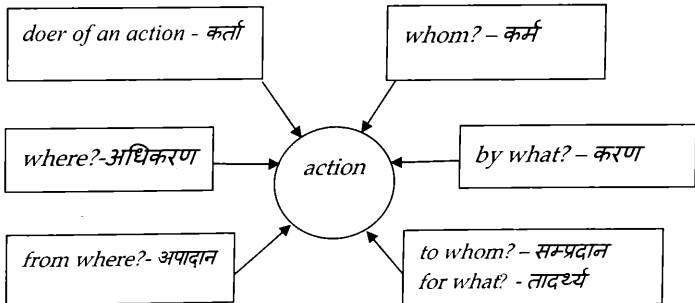 doer of an action - कर्ता
whom? – कर्म
where?-अधिकरण
action
by what? – करण
from where?- अपादान
to whom? – सम्प्रदान
for what? - तादर्थ्य